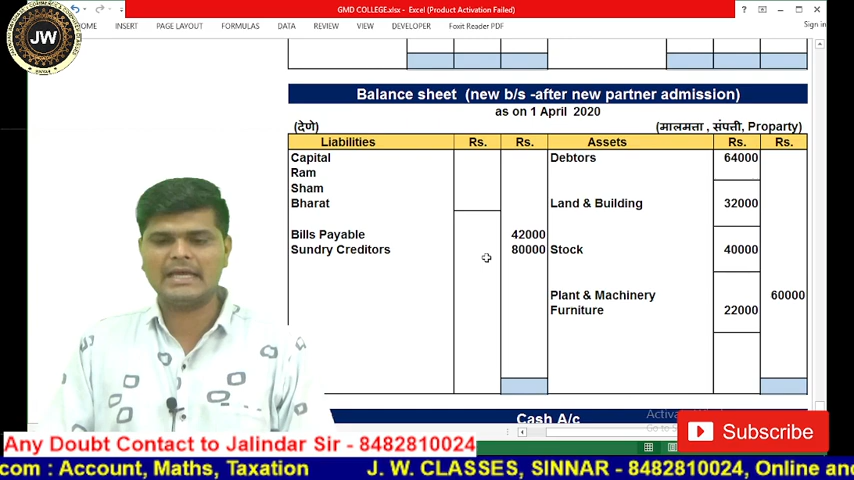 GMD COLLEGE.xlsx - Excel (Product Activation Failed)
HOME INSERT PAGE LAYOUT FORMULAS DATA REVIEW VIEW DEVELOPER Foxit Reader PDF Sign in
JW
Balance sheet (new b/s -after new partner admission)
as on 1 April 2020
(देणे) (मालमत्ता , संपत्ती, Proparty)
Liabilities Rs. Rs. Assets Rs. Rs.
Capital Debtors 64000
Ram
Sham
Bharat Land & Building 32000
Bills Payable 42000
Sundry Creditors 80000 Stock 40000
Plant & Machinery 60000
Furniture 22000
Cash A/c
Subscribe
Any Doubt Contact to Jalindar Sir - 8482810024
com : Account, Maths, Taxation J. W. CLASSES, SINNAR - 8482810024, Online and